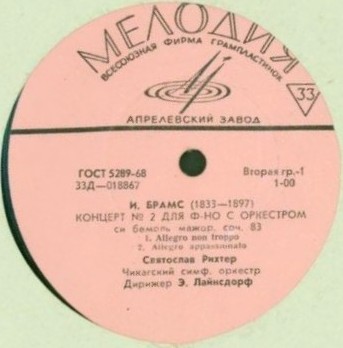 МЕЛОДИЯ
ВСЕСОЮЗНАЯ ФИРМА ГРАМПЛАСТИНОК
33
АПРЕЛЕВСКИЙ ЗАВОД
ГОСТ 5289-68
Вторая гр.-1
33Д—018867
1-00
И. БРАМС (1833—1897)
КОНЦЕРТ № 2 ДЛЯ Ф-НО С ОРКЕСТРОМ
си бемоль мажор, соч. 83
1. Allegro non troppo
2. Allegro appassionata
Святослав Рихтер
Чикагский симф. оркестр
Дирижер Э. Лайнсдорф